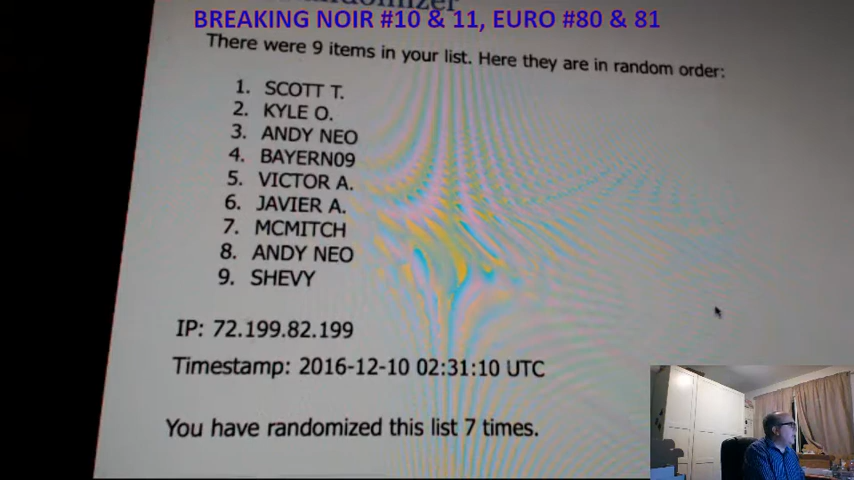 BREAKING NOIR #10 & 11, EURO #80 & 81
There were 9 items in your list. Here they are in random order:
1. SCOTT T.
2. KYLE O.
3. ANDY NEO
4. BAYERN09
5. VICTOR A.
6. JAVIER A.
7. MCMITCH
8. ANDY NEO
9. SHEVY
IP: 72.199.82.199
Timestamp: 2016-12-10 02:31:10 UTC
You have randomized this list 7 times.